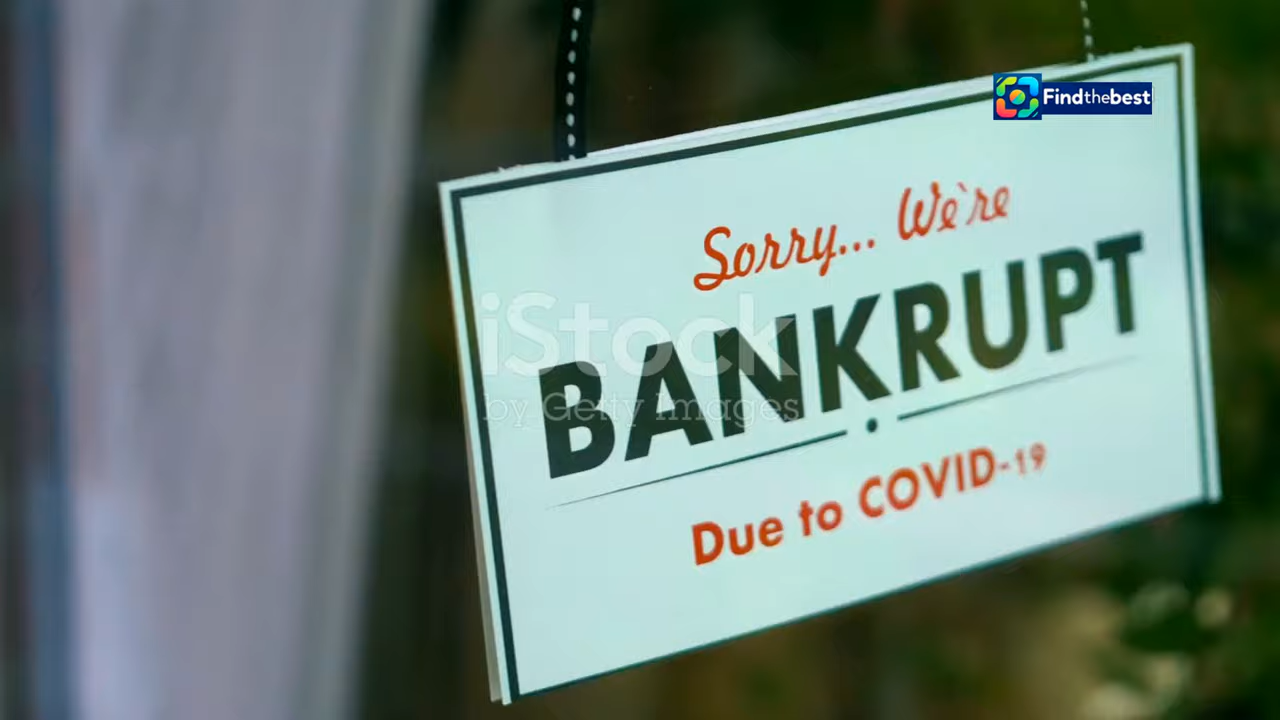 Findthebest
Sorry... We`re
BANKRUPT
iStock
by Getty Images
Due to COVID-19